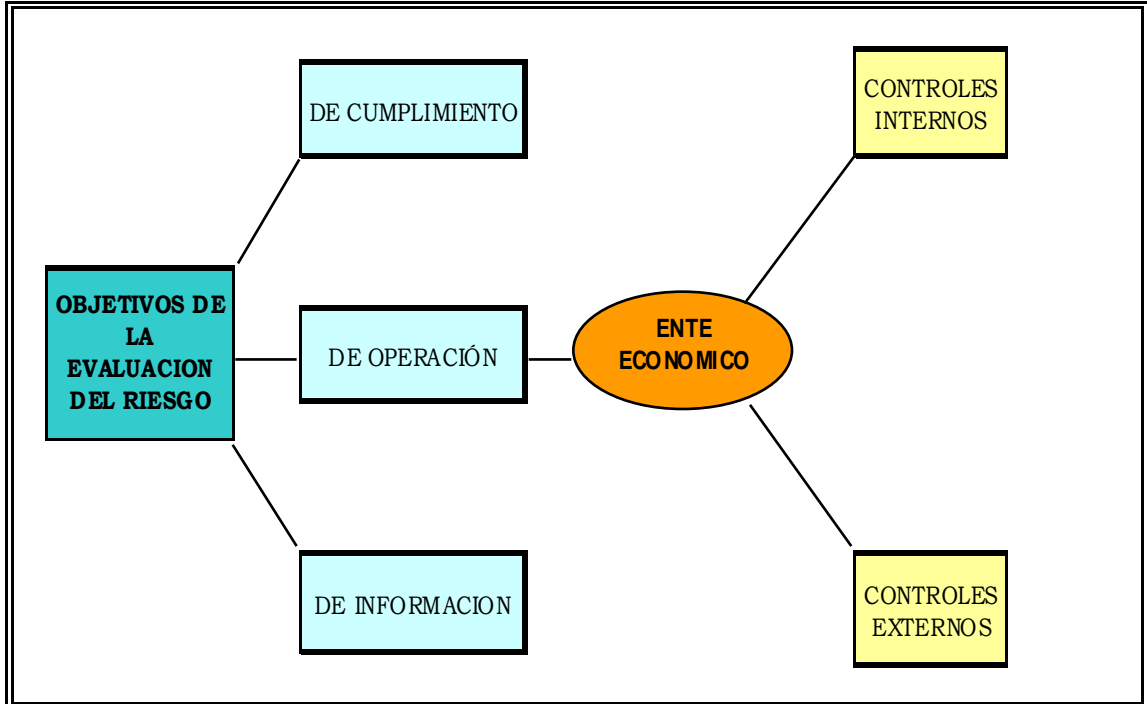 DE CUMPLIMIENTO
CONTROLES
INTERNOS
OBJETIVOS DE
LA
EVALUACION
DEL RIESGO
DE OPERACIÓN
ENTE
ECONOMICO
DE INFORMACION
CONTROLES
EXTERNOS